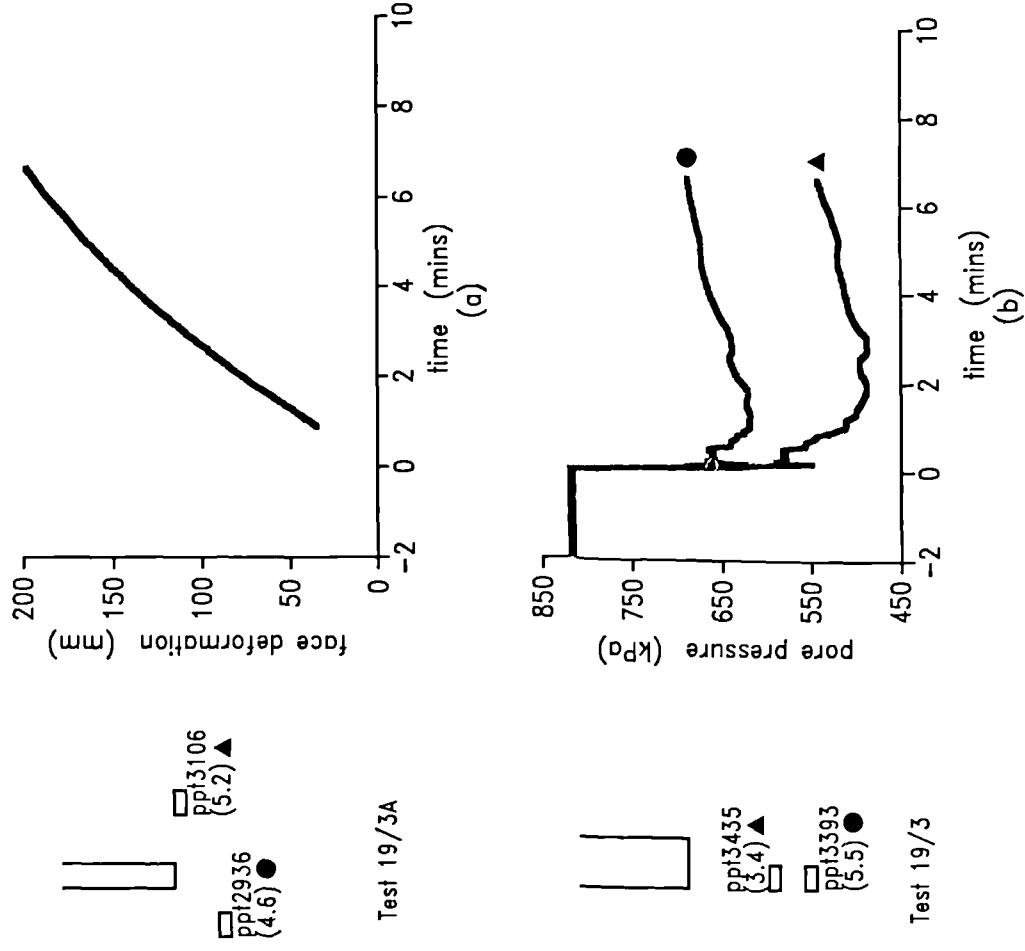 200
150
100
50
0
face deformation (mm)
-2 0 2 4 6 8 10
time (mins)
(a)
ppt3106
(5.2) ▲
ppt2936
(4.6) ●
Test 19/3A
850
750
650
550
450
pore pressure (kPa)
-2 0 2 4 6 8 10
time (mins)
(b)
ppt3435
(3.4) ▲
ppt3393
(5.5) ●
Test 19/3